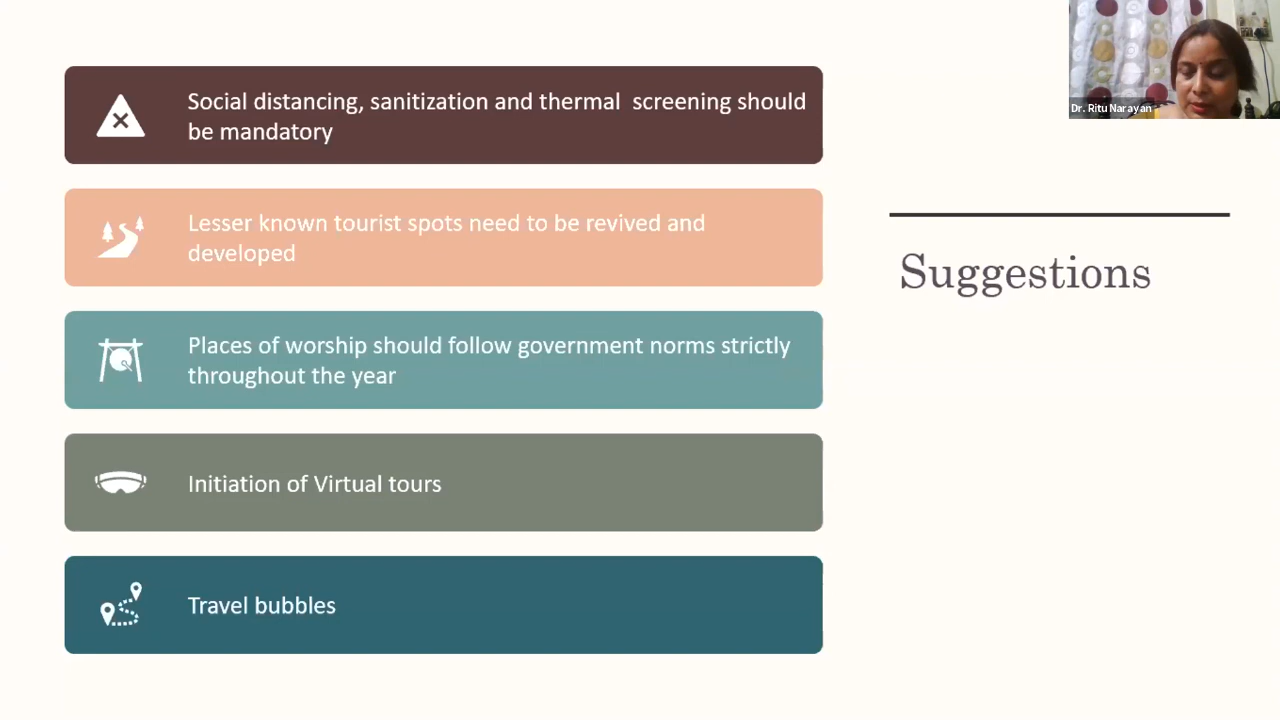 Social distancing, sanitization and thermal  screening should
be mandatory
Lesser known tourist spots need to be revived and
developed
Places of worship should follow government norms strictly
throughout the year
Initiation of Virtual tours
Travel bubbles
Suggestions
Dr. Ritu Narayan